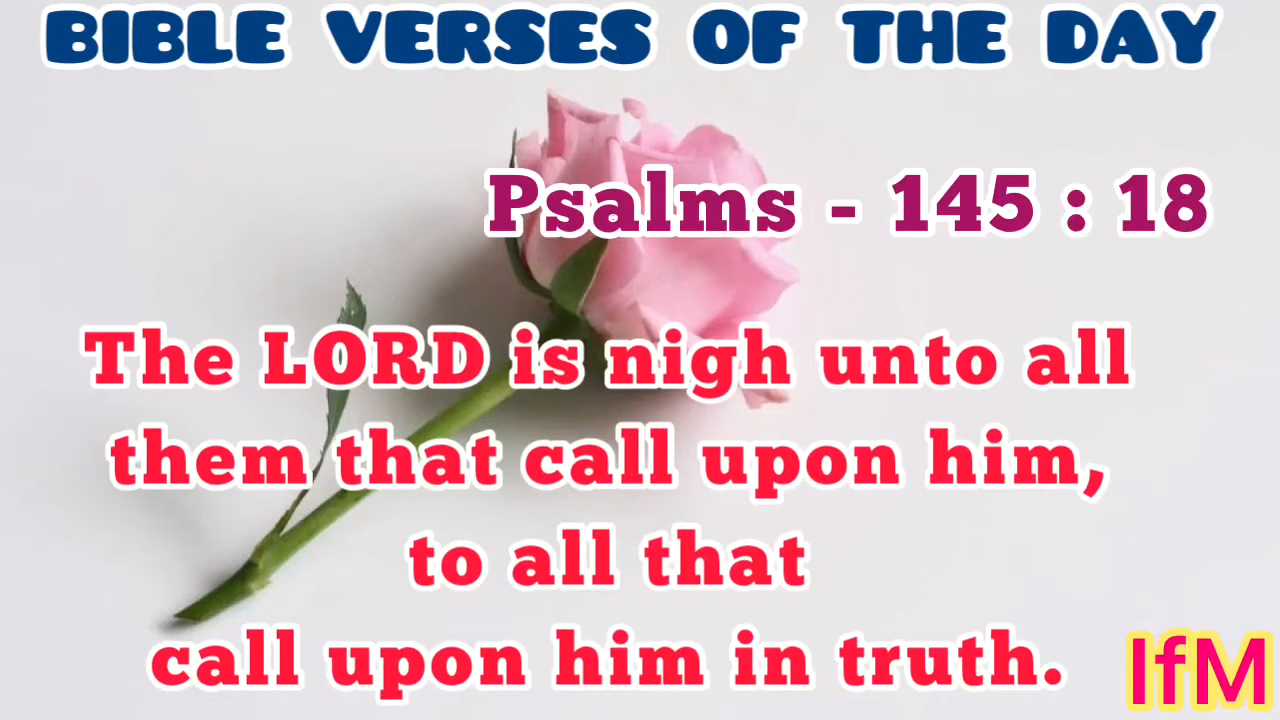 BIBLE VERSES OF THE DAY
Psalms - 145 : 18
The LORD is nigh unto all
them that call upon him,
to all that
call upon him in truth.
IfM